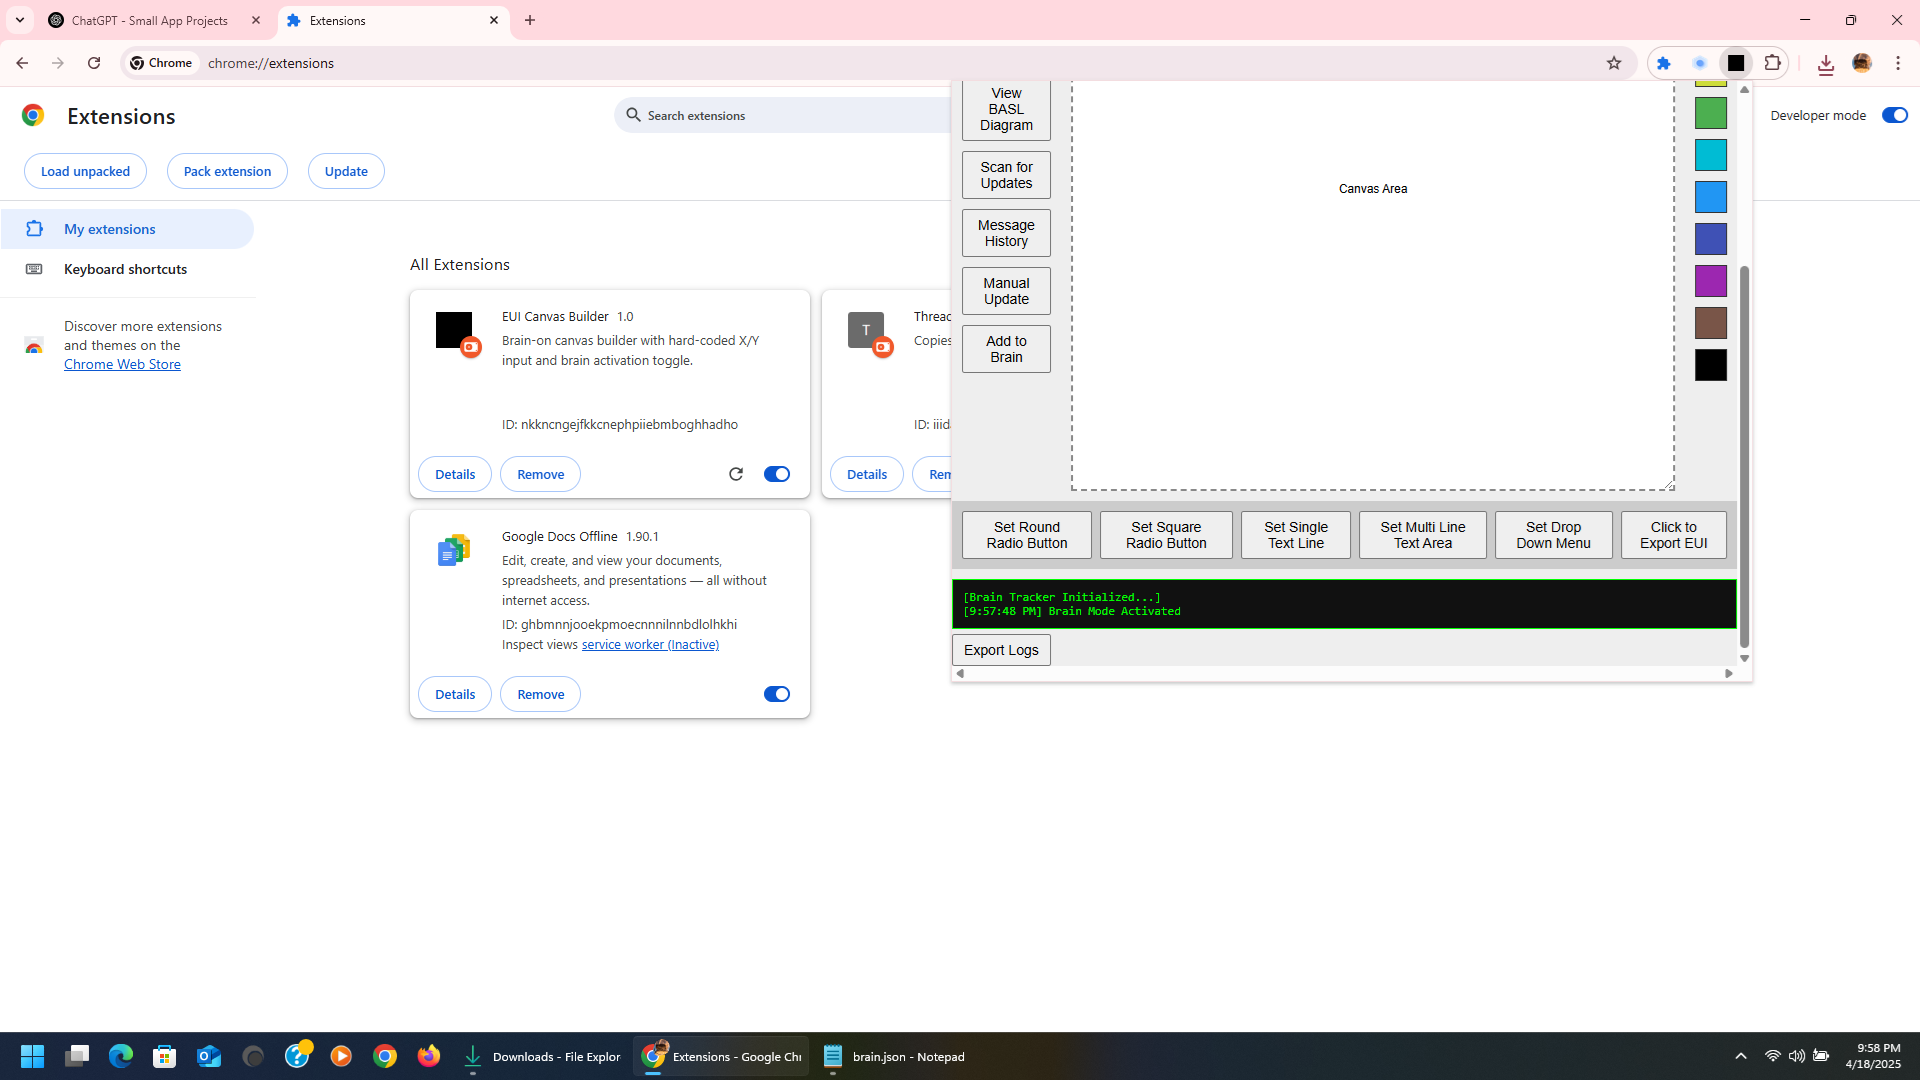 ChatGPT - Small App Projects
Extensions
Chrome
chrome://extensions
Extensions
Search extensions
Developer mode
Load unpacked
Pack extension
Update
My extensions
Keyboard shortcuts
Discover more extensions
and themes on the
Chrome Web Store
All Extensions
EUI Canvas Builder 1.0
Brain-on canvas builder with hard-coded X/Y
input and brain activation toggle.
ID: nkkncngejfkkcnephpiiebmboghhadho
Details
Remove
T
Thread
Copies
ID: iiid
Details
Rem
Google Docs Offline 1.90.1
Edit, create, and view your documents,
spreadsheets, and presentations — all without
internet access.
ID: ghbmnnjooekpmoecnnnilnnbdlolhkhi
Inspect views service worker (Inactive)
Details
Remove
View
BASL
Diagram
Scan for
Updates
Message
History
Manual
Update
Add to
Brain
Canvas Area
Set Round
Radio Button
Set Square
Radio Button
Set Single
Text Line
Set Multi Line
Text Area
Set Drop
Down Menu
Click to
Export EUI
[Brain Tracker Initialized...]
[9:57:48 PM] Brain Mode Activated
Export Logs
Downloads - File Explor
Extensions - Google Chr
brain.json - Notepad
9:58 PM
4/18/2025